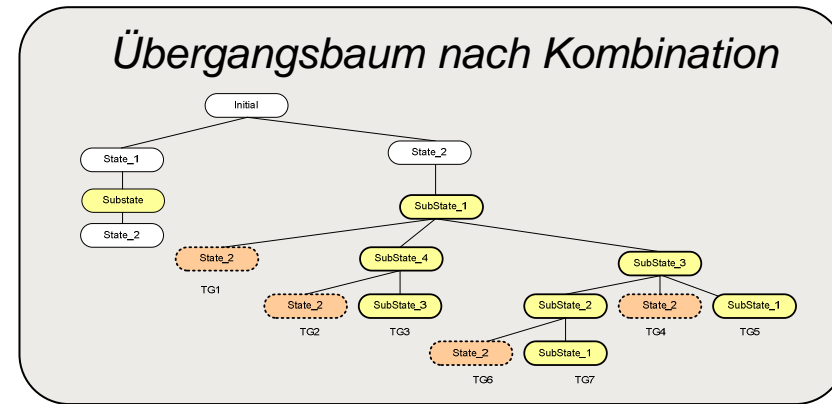 Übergangsbaum nach Kombination
Initial
State_1
State_2
Substate
SubState_1
State_2
State_2
SubState_4
SubState_3
TG1
State_2
SubState_3
SubState_2
State_2
SubState_1
TG2
TG3
TG4
TG5
State_2
SubState_1
TG6
TG7